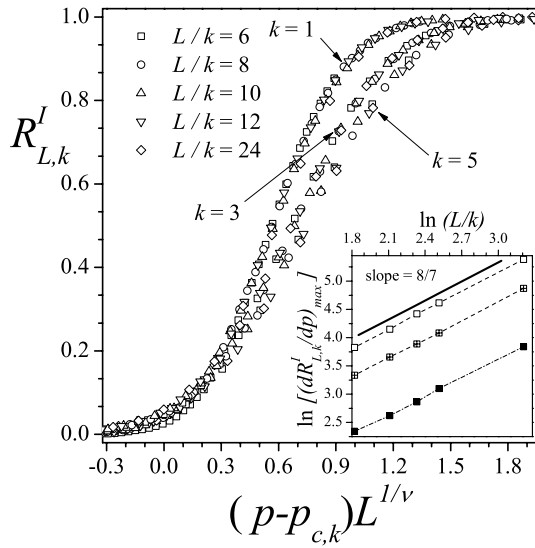 1.0
0.8
0.6
0.4
0.2
0.0
R^I_{L,k}
L / k = 6
L / k = 8
L / k = 10
L / k = 12
L / k = 24
k = 1
k = 3
k = 5
ln (L/k)
1.8 2.1 2.4 2.7 3.0
slope = 8/7
5.0
4.5
4.0
3.5
3.0
2.5
ln [(dR^I_{L,k}/dp)_{max}]
-0.3 0.0 0.3 0.6 0.9 1.2 1.5 1.8
(p-p_{c,k})L^{1/ν}